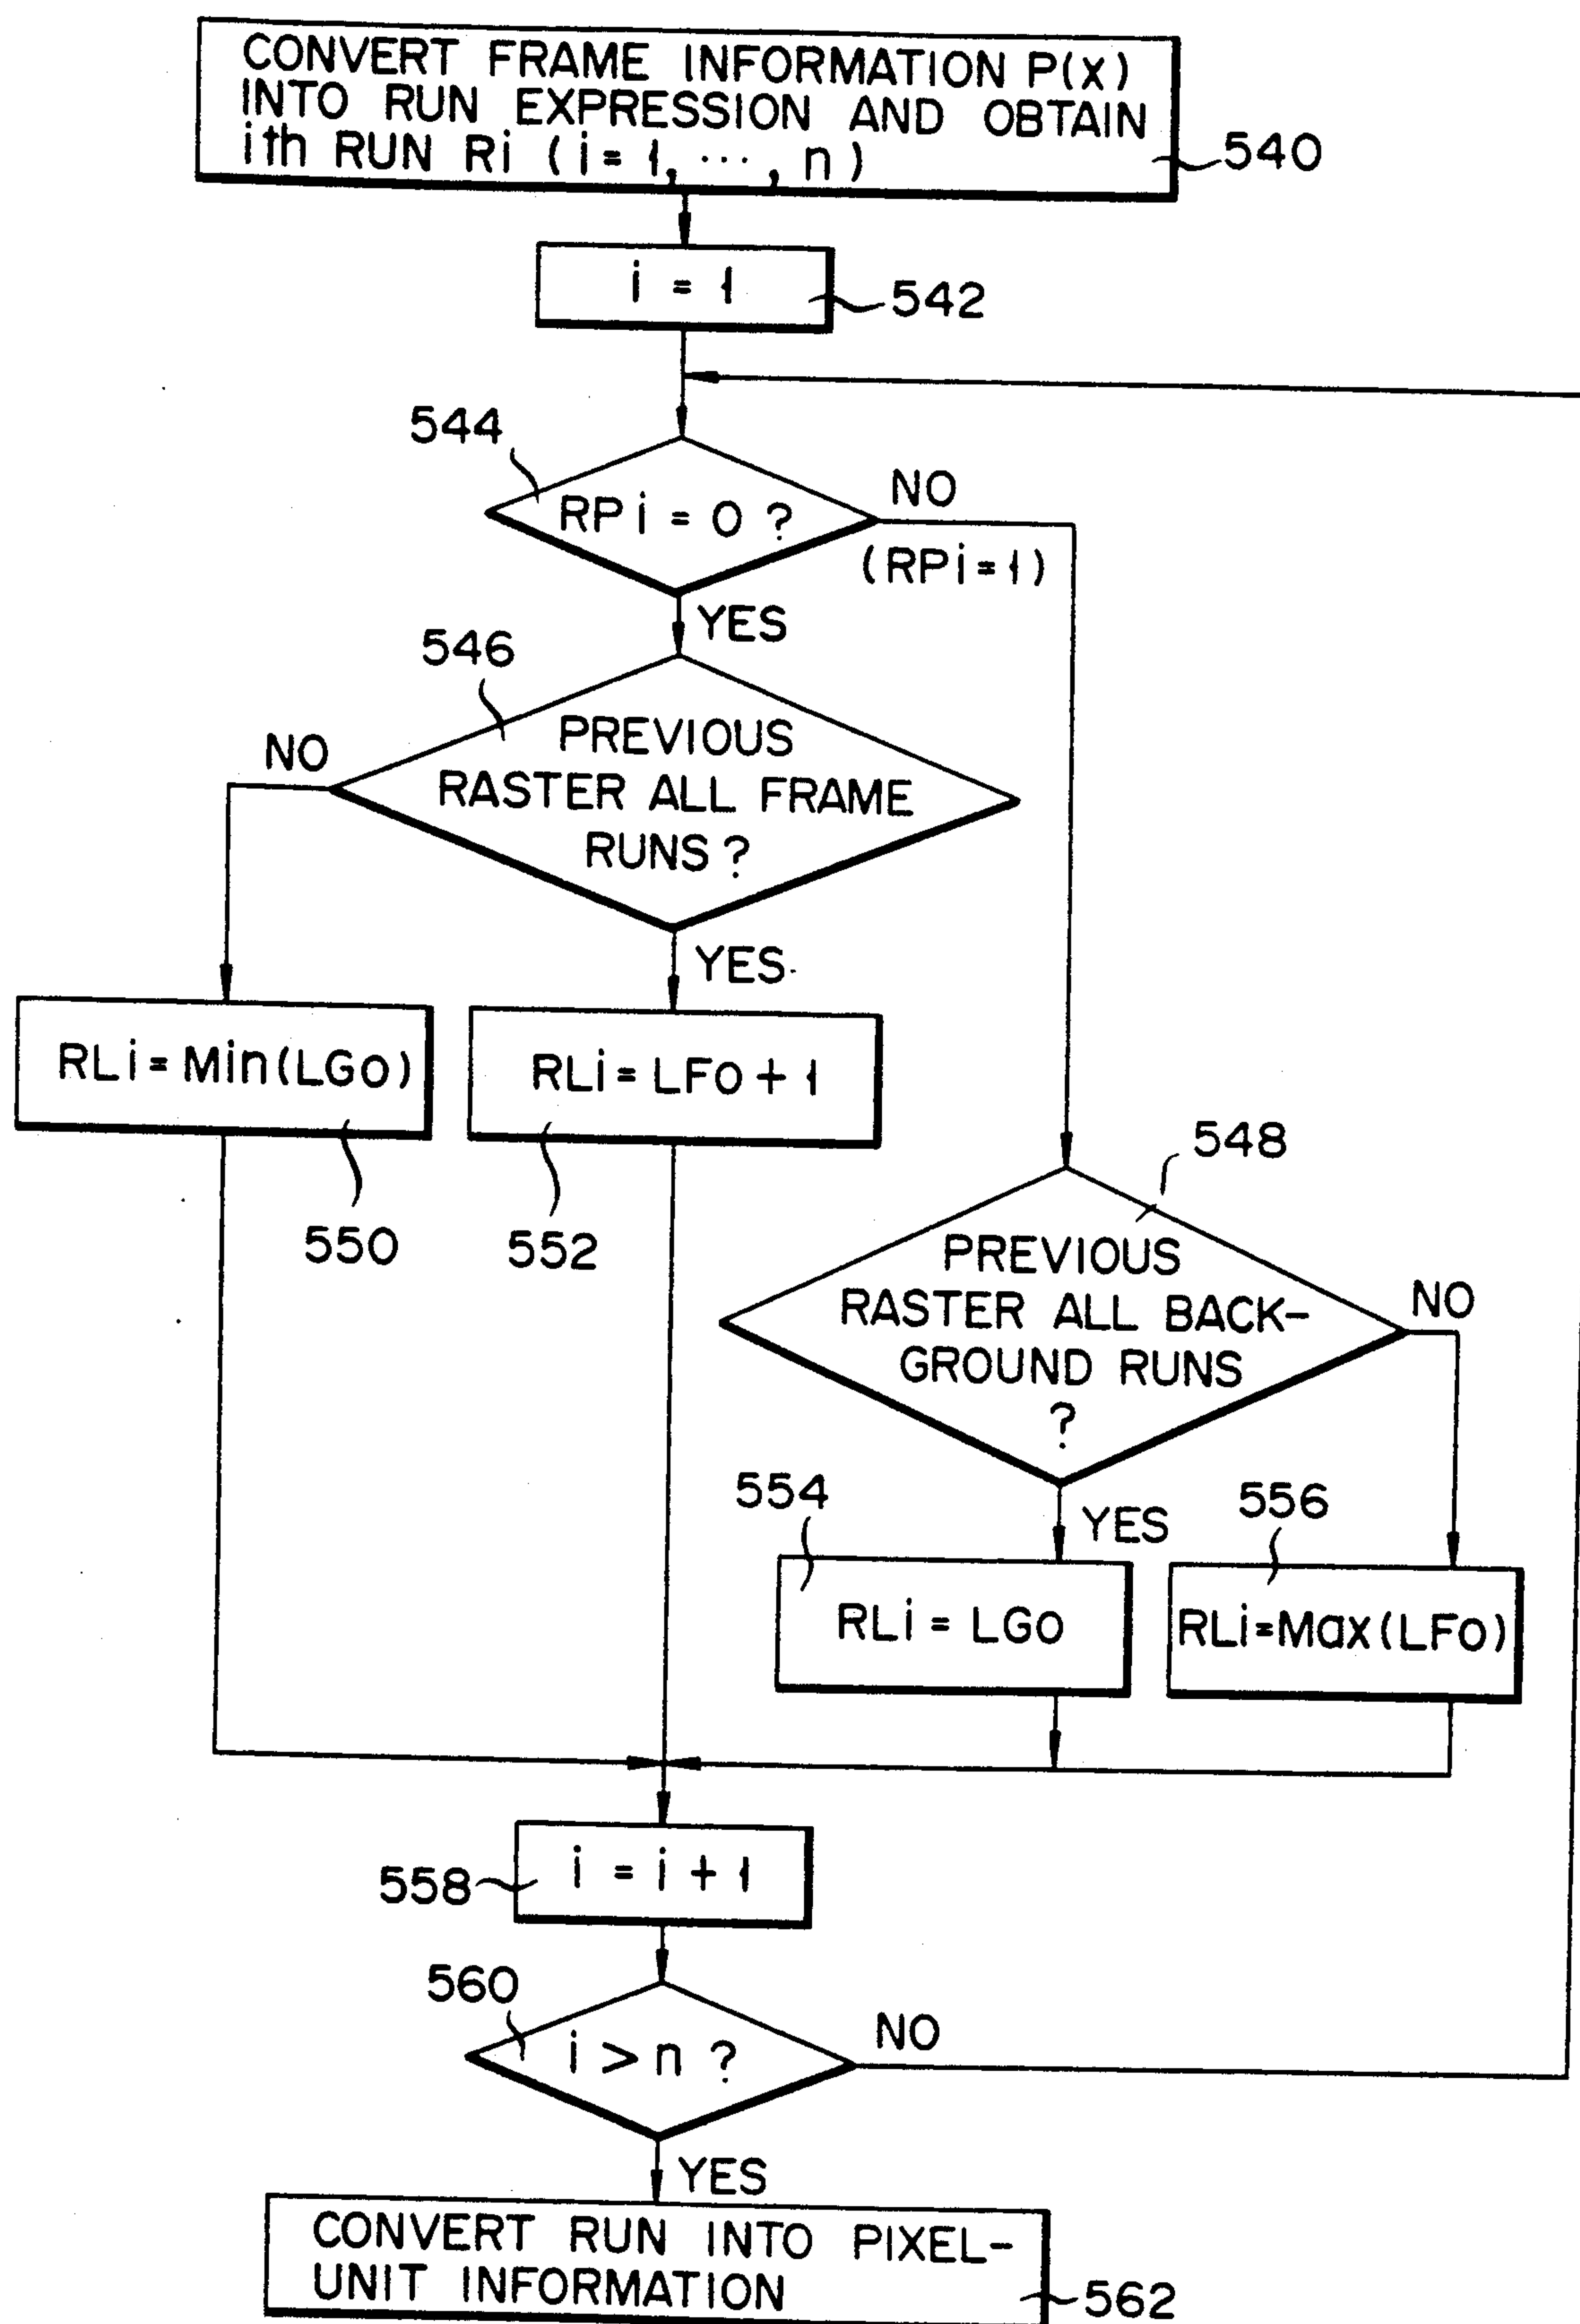 CONVERT FRAME INFORMATION P(X)
INTO RUN EXPRESSION AND OBTAIN
ith RUN Ri (i = 1, ..., n)
540
i = 1
542
544
RPi = 0 ?
NO
(RPi = 1)
YES
546
PREVIOUS
RASTER ALL FRAME
RUNS ?
NO
YES
RLi = Min(LGo)
RLi = LFo + 1
550
552
548
PREVIOUS
RASTER ALL BACK-
GROUND RUNS
?
NO
554
YES
556
RLi = LGo
RLi=Max(LFo)
558
i = i + 1
560
i > n ?
NO
YES
CONVERT RUN INTO PIXEL-
UNIT INFORMATION
562